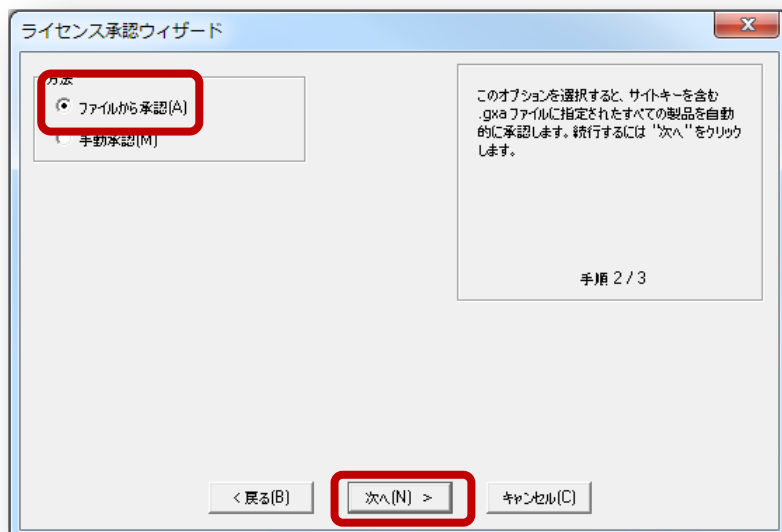 ライセンス承認ウィザード
方法
ファイルから承認(A)
手動承認(M)
このオプションを選択すると、サイトキーを含む
.gxa ファイルに指定されたすべての製品を自動
的に承認します。続行するには "次へ" をクリック
します。
手順 2 / 3
< 戻る(B)
次へ(N) >
キャンセル(C)